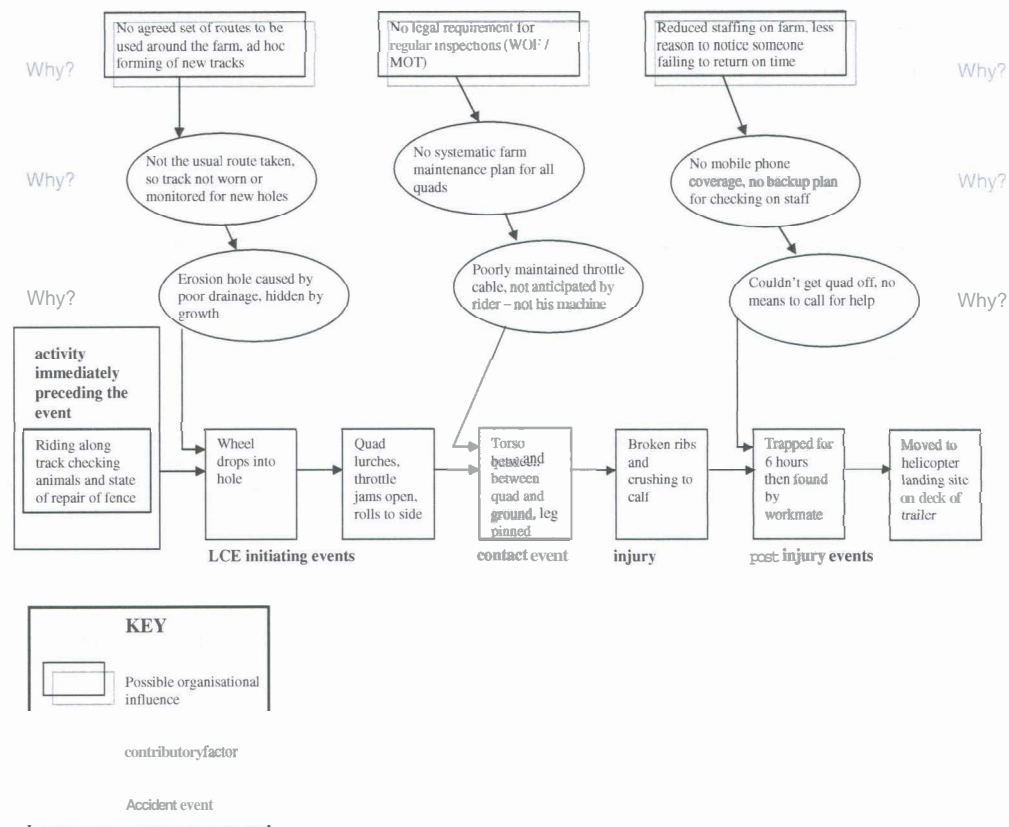 No agreed set of routes to be
used around the farm, ad hoc
forming of new tracks
No legal requirement for
regular inspections (WOF /
MOT)
Reduced staffing on farm, less
reason to notice someone
failing to return on time
Why?
Why?
Not the usual route taken,
so track not worn or
monitored for new holes
No systematic farm
maintenance plan for all
quads
No mobile phone
coverage, no backup plan
for checking on staff
Why?
Why?
Erosion hole caused by
poor drainage, hidden by
growth
Poorly maintained throttle
cable, not anticipated by
rider – not his machine
Couldn't get quad off, no
means to call for help
Why?
Why?
activity
immediately
preceding the
event
Riding along
track checking
animals and state
of repair of fence
Wheel
drops into
hole
Quad
lurches,
throttle
jams open,
rolls to side
Torso
and
between
quad and
ground, leg
pinned
Broken ribs
and
crushing to
calf
Trapped for
6 hours
then found
by
workmate
Moved to
helicopter
landing site
on deck of
trailer
LCE initiating events
contact event
injury
post injury events
KEY
Possible organisational
influence
contributoryfactor
Accident event